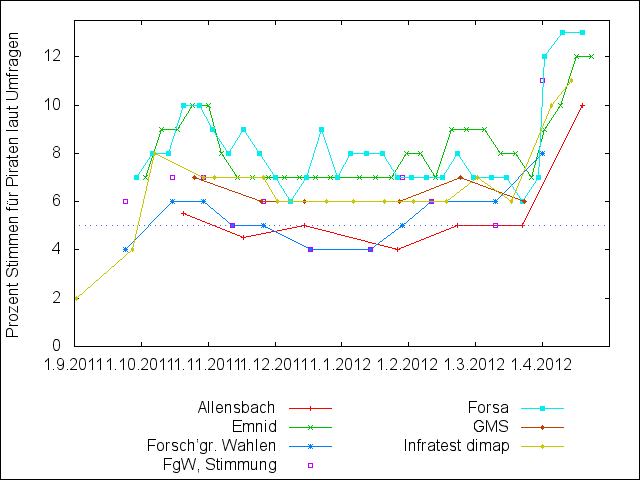 Prozent Stimmen für Piraten laut Umfragen
12
10
8
6
4
2
0
1.9.2011 1.10.2011 1.11.2011 1.12.2011 1.1.2012 1.2.2012 1.3.2012 1.4.2012
Allensbach Forsa
Emnid GMS
Forsch'gr. Wahlen Infratest dimap
FgW, Stimmung